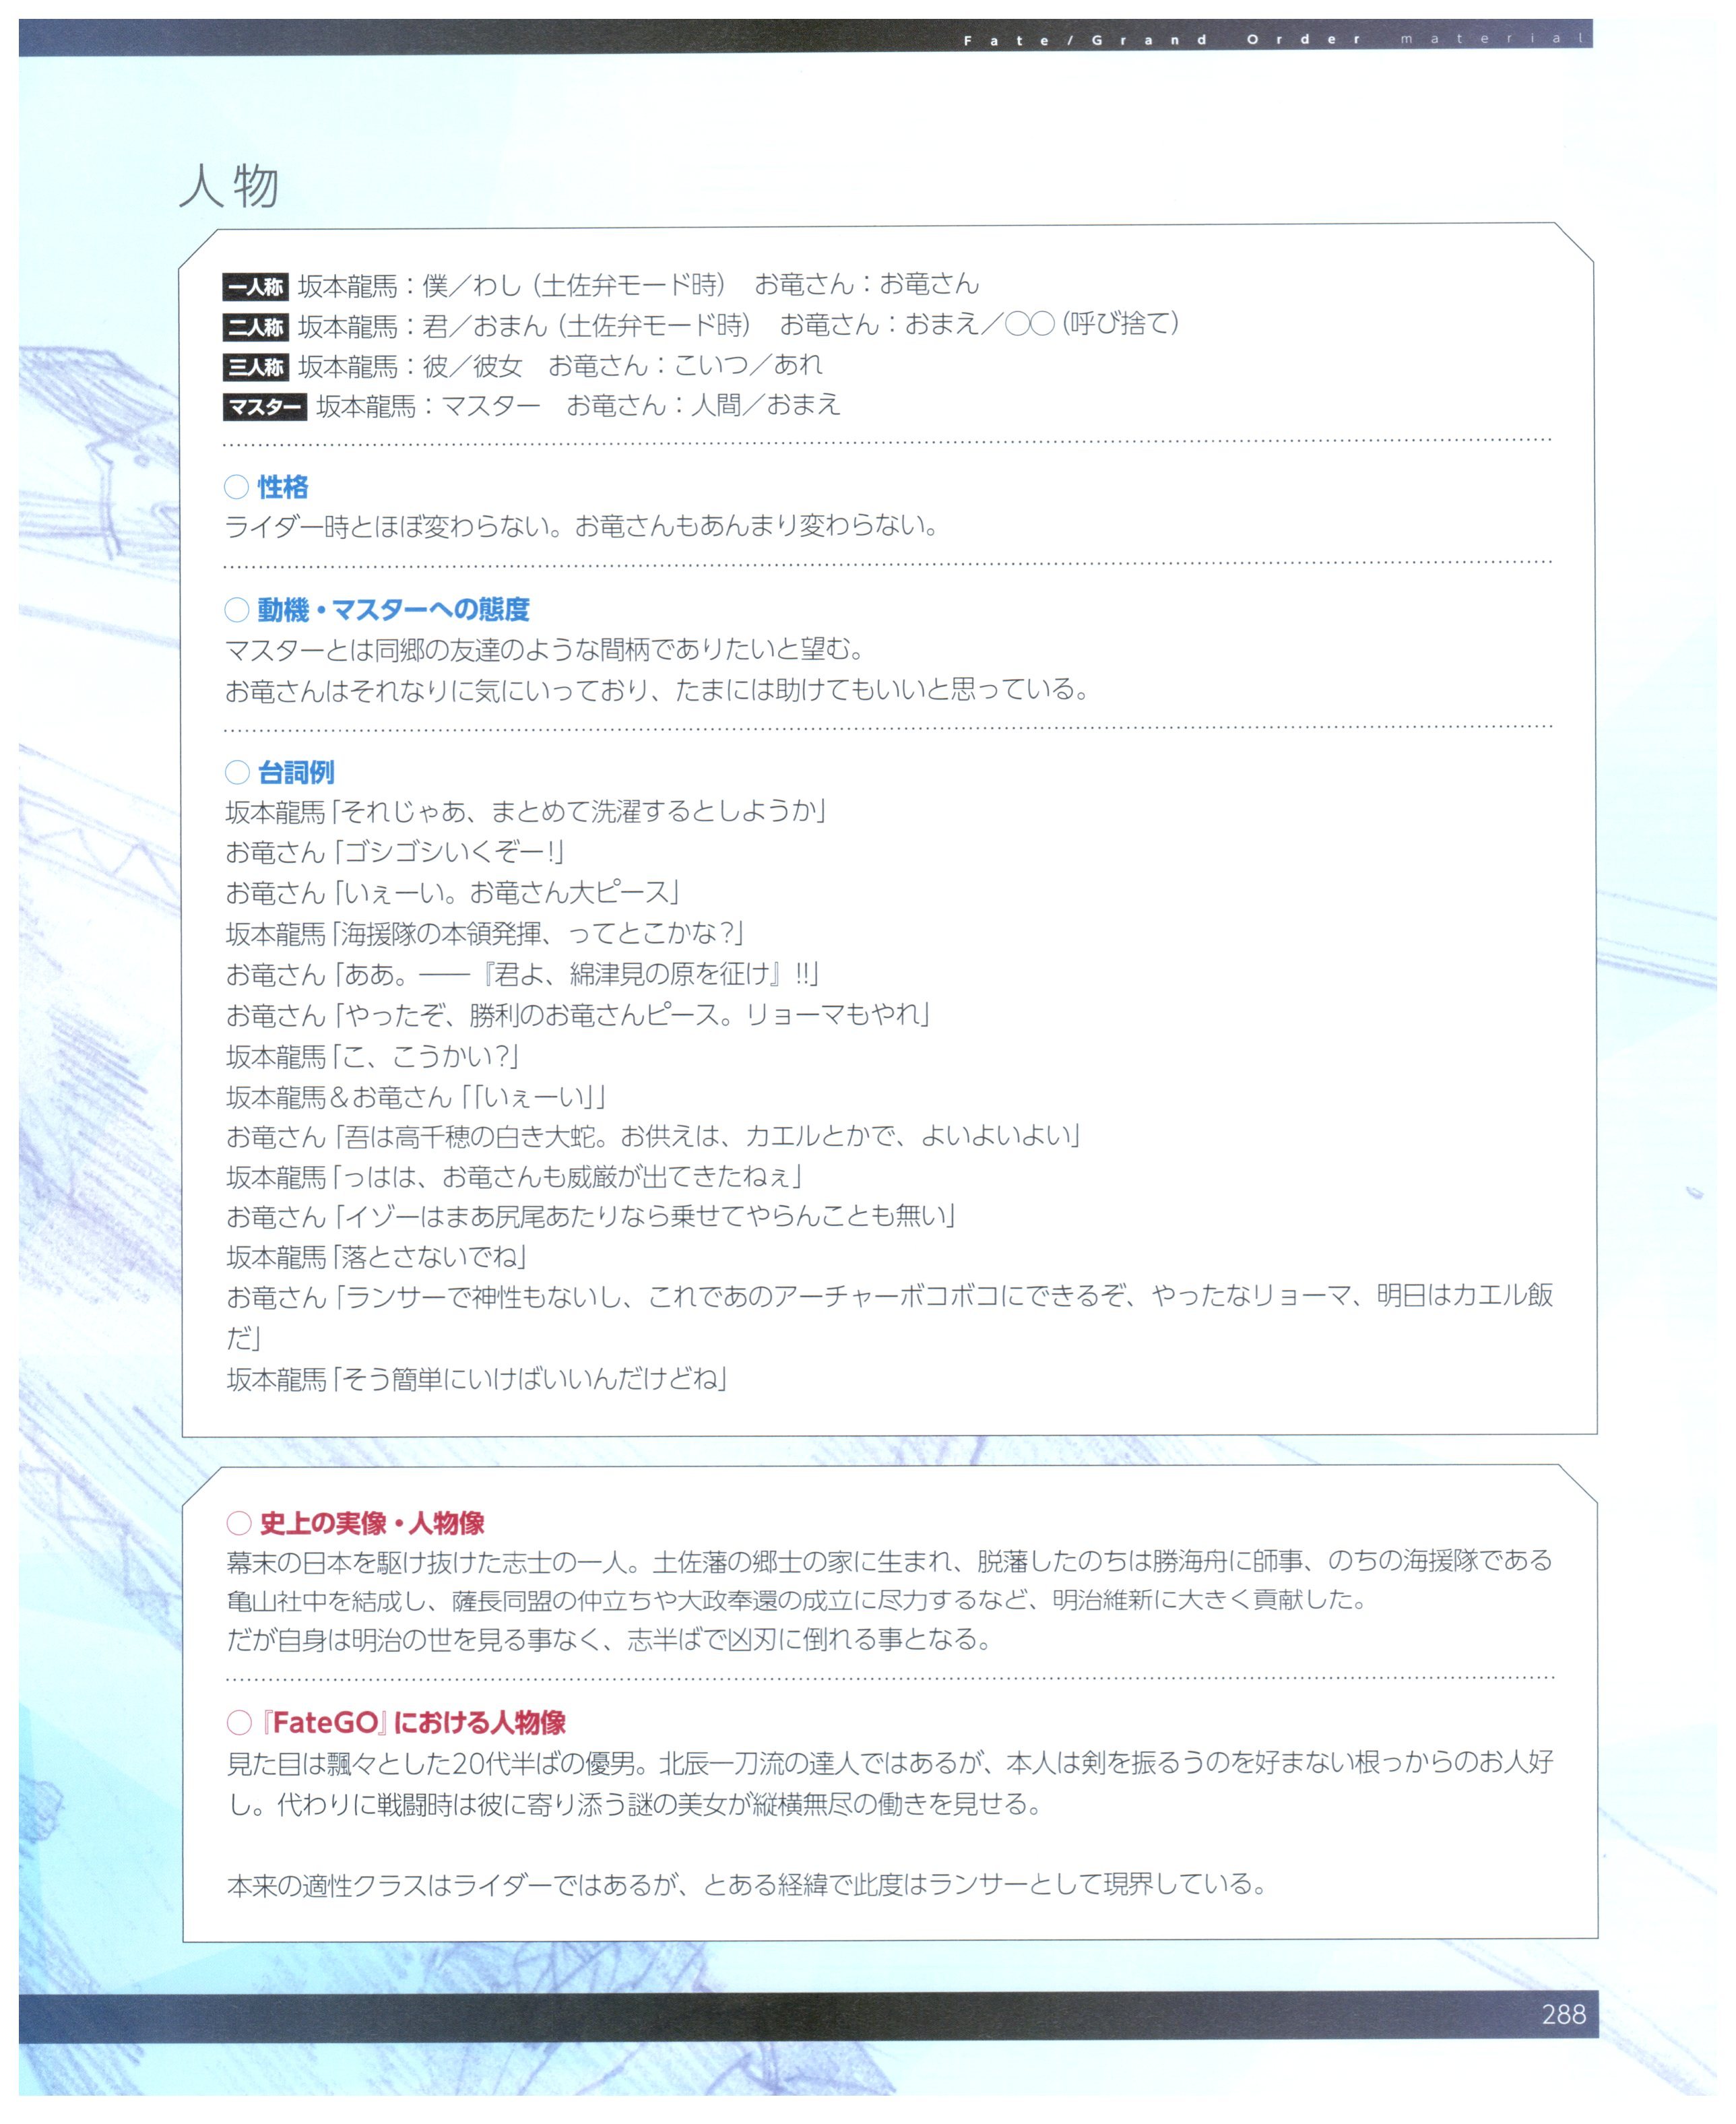 Fate/Grand Order material
人物
一人称 坂本龍馬：僕／わし（土佐弁モード時）　お竜さん：お竜さん
二人称 坂本龍馬：君／おまん（土佐弁モード時）　お竜さん：おまえ／○○（呼び捨て）
三人称 坂本龍馬：彼／彼女　お竜さん：こいつ／あれ
マスター 坂本龍馬：マスター　お竜さん：人間／おまえ
○ 性格
ライダー時とほぼ変わらない。お竜さんもあんまり変わらない。
○ 動機・マスターへの態度
マスターとは同郷の友達のような間柄でありたいと望む。
お竜さんはそれなりに気にいっており、たまには助けてもいいと思っている。
○ 台詞例
坂本龍馬「それじゃあ、まとめて洗濯するとしようか」
お竜さん「ゴシゴシいくぞー！」
お竜さん「いぇーい。お竜さん大ピース」
坂本龍馬「海援隊の本領発揮、ってとこかな？」
お竜さん「ああ。――『君よ、綿津見の原を征け』！！」
お竜さん「やったぞ、勝利のお竜さんピース。リョーマもやれ」
坂本龍馬「こ、こうかい？」
坂本龍馬＆お竜さん「「いぇーい」」
お竜さん「吾は高千穂の白き大蛇。お供えは、カエルとかで、よいよいよい」
坂本龍馬「っはは、お竜さんも威厳が出てきたねぇ」
お竜さん「イゾーはまあ尻尾あたりなら乗せてやらんことも無い」
坂本龍馬「落とさないでね」
お竜さん「ランサーで神性もないし、これであのアーチャーボコボコにできるぞ、やったなリョーマ、明日はカエル飯
だ」
坂本龍馬「そう簡単にいけばいいんだけどね」
○ 史上の実像・人物像
幕末の日本を駆け抜けた志士の一人。土佐藩の郷士の家に生まれ、脱藩したのちは勝海舟に師事、のちの海援隊である
亀山社中を結成し、薩長同盟の仲立ちや大政奉還の成立に尽力するなど、明治維新に大きく貢献した。
だが自身は明治の世を見る事なく、志半ばで凶刃に倒れる事となる。
○『FateGO』における人物像
見た目は飄々とした20代半ばの優男。北辰一刀流の達人ではあるが、本人は剣を振るうのを好まない根っからのお人好
し。代わりに戦闘時は彼に寄り添う謎の美女が縦横無尽の働きを見せる。
本来の適性クラスはライダーではあるが、とある経緯で此度はランサーとして現界している。
288